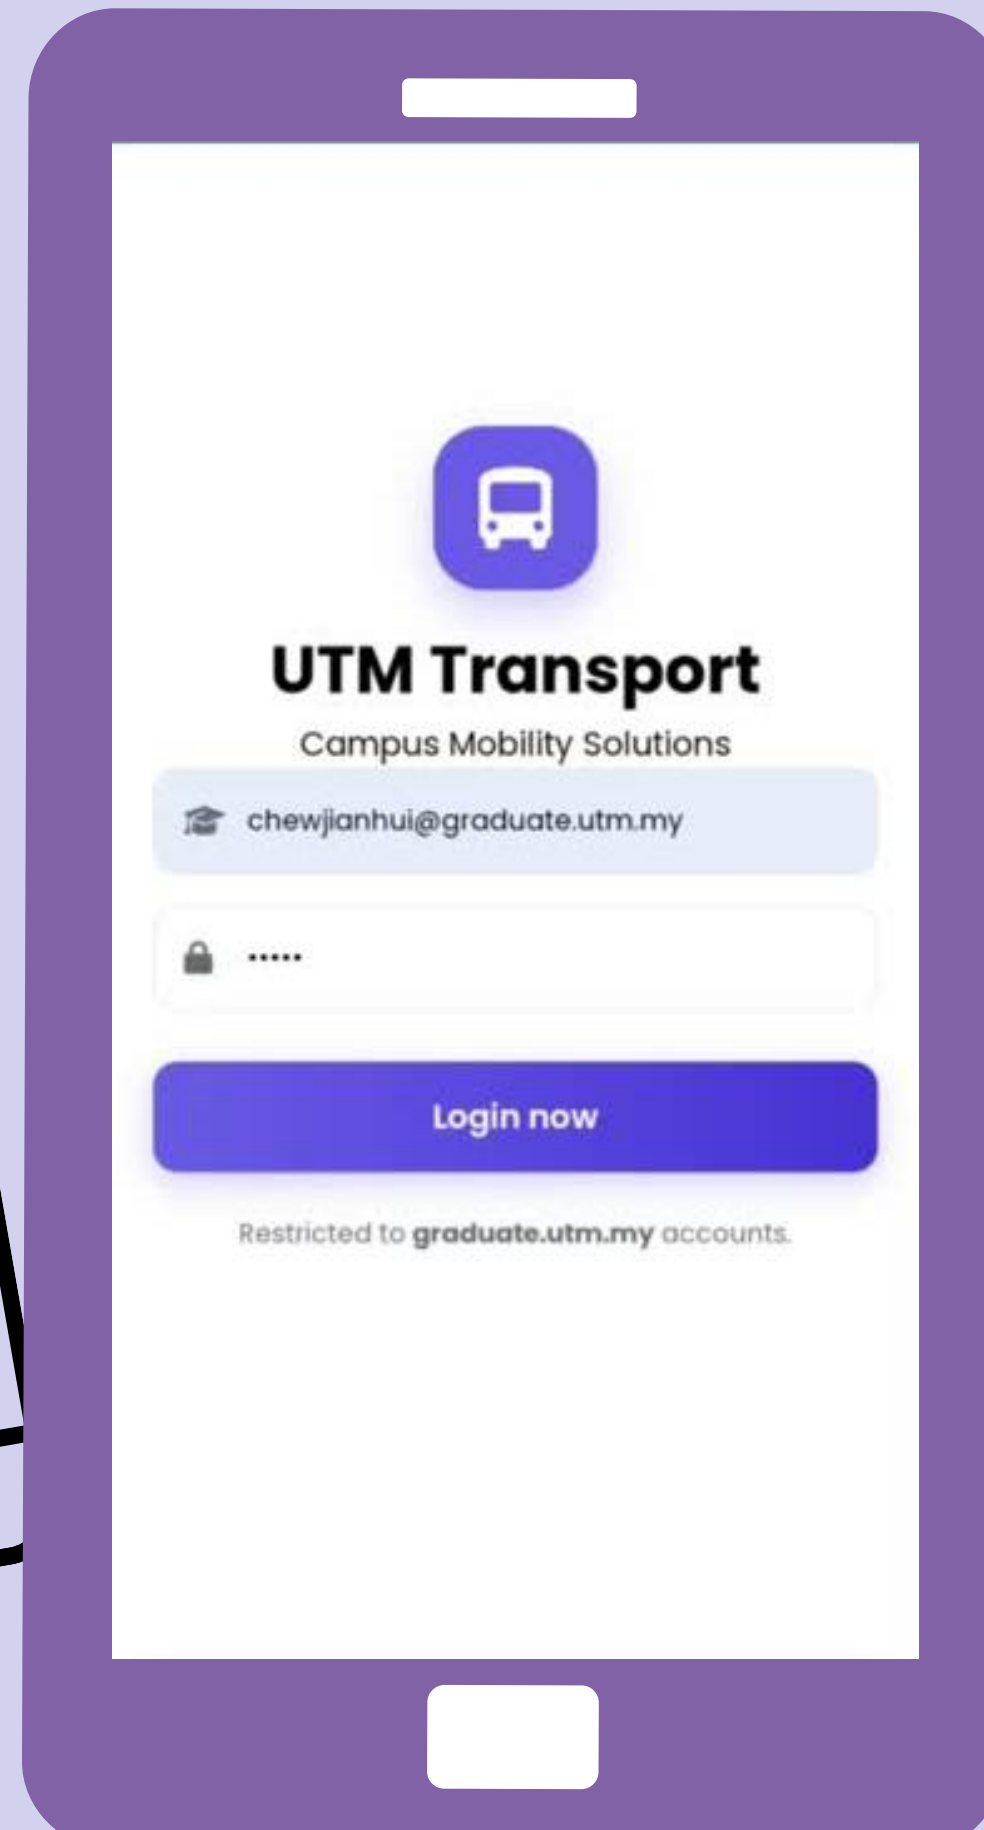 UTM Transport
Campus Mobility Solutions
chewjianhui@graduate.utm.my
•••••
Login now
Restricted to graduate.utm.my accounts.